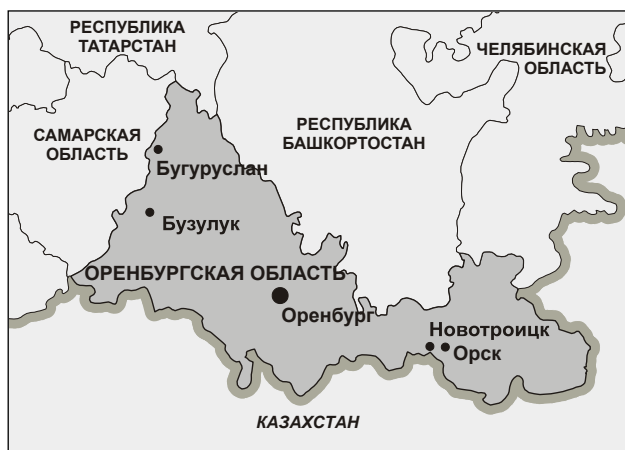 РЕСПУБЛИКА
ТАТАРСТАН
ЧЕЛЯБИНСКАЯ
ОБЛАСТЬ
САМАРСКАЯ
ОБЛАСТЬ
РЕСПУБЛИКА
БАШКОРТОСТАН
Бугуруслан
Бузулук
ОРЕНБУРГСКАЯ ОБЛАСТЬ
Оренбург
Новотроицк
Орск
КАЗАХСТАН